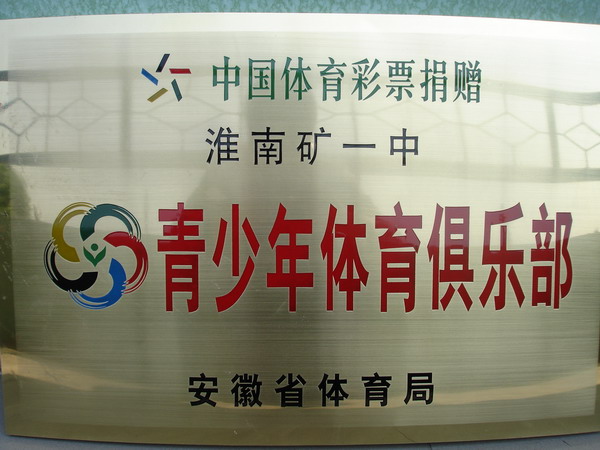 中国体育彩票捐赠
淮南矿一中
青少年体育俱乐部
安徽省体育局